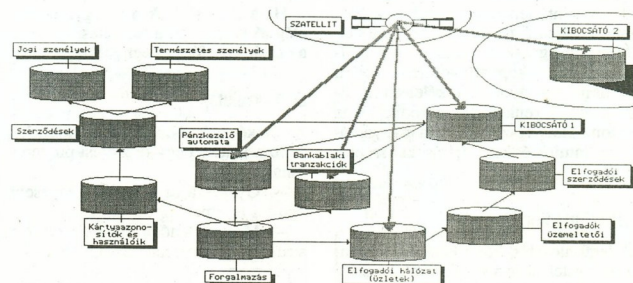 SZATELLIT
KIBOCSÁTÓ 2
Jogi személyek
Természetes személyek
Szerződések
Pénzkezelő
automata
KIBOCSÁTÓ 1
Bankablaki
tranzakciók
Elfogadói
szerződések
Kártyaazono-
sítók és
használóik
Elfogadók
üzemeltetői
Forgalmazás
Elfogadói hálózat
(üzletek)